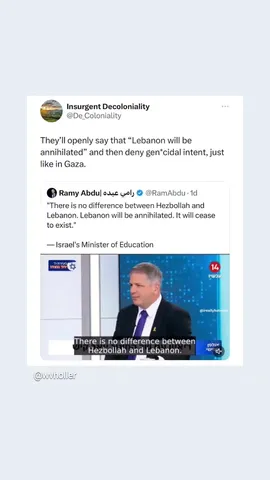 Insurgent Decoloniality
@De_Coloniality
They'll openly say that "Lebanon will be
annihilated" and then deny gen*cidal intent, just
like in Gaza.
Ramy Abdu| رامي عبده @RamAbdu · 1d
"There is no difference between Hezbollah and
Lebanon. Lebanon will be annihilated. It will cease
to exist."
— Israel's Minister of Education
14
There is no difference between
Hezbollah and Lebanon.